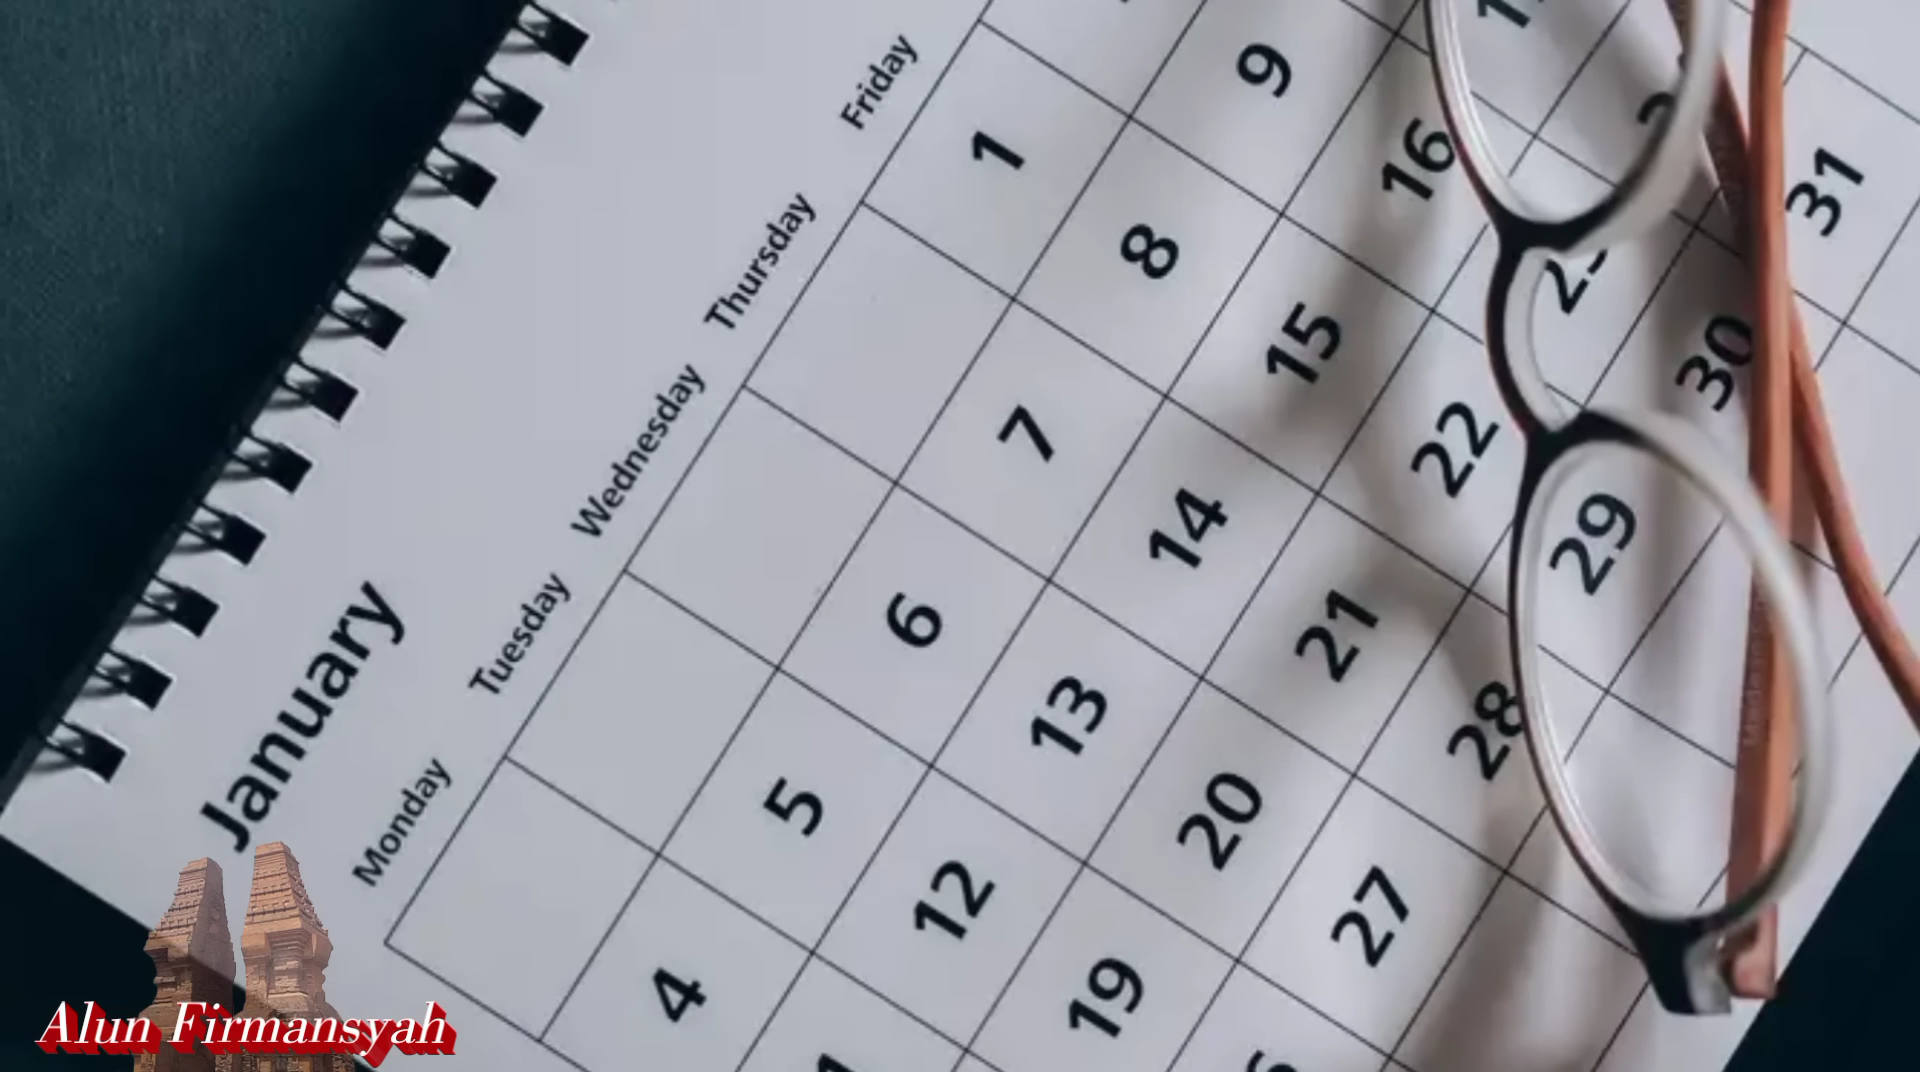 January
Monday Tuesday Wednesday Thursday Friday
1
4 5 6 7 8 9
12 13 14 15 16
19 20 21 22
27 28 29 30 31
Alun Firmansyah